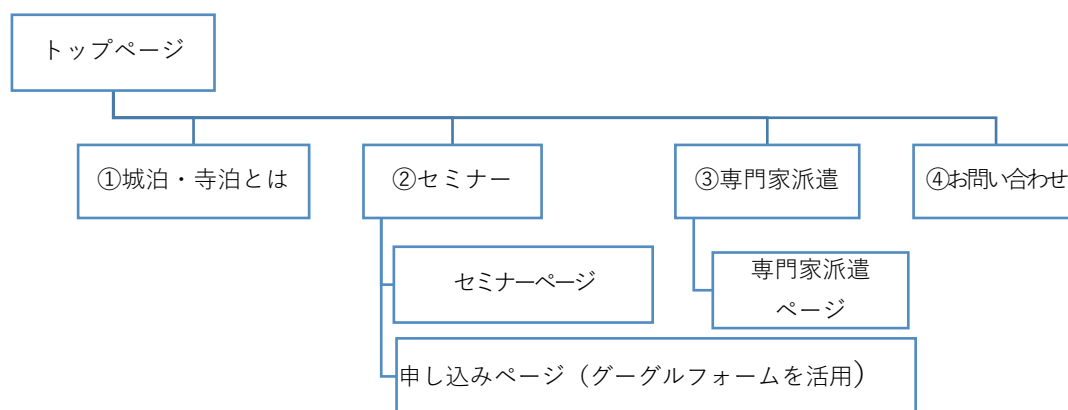 トップページ
①城泊・寺泊とは
②セミナー
③専門家派遣
④お問い合わせ
セミナーページ
専門家派遣
ページ
申し込みページ（グーグルフォームを活用）